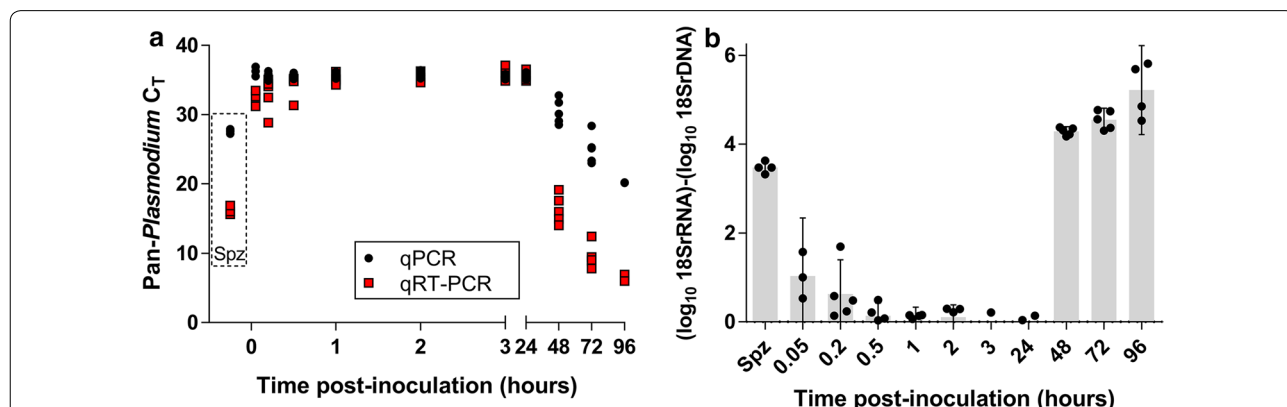 a
Pan-Plasmodium CT
40
30
20
10
0
Spz
qPCR
qRT-PCR
0 1 2 3 24 48 72 96
Time post-inoculation (hours)
b
(log10 18SrRNA)-(log10 18SrDNA)
6
4
2
0
Spz 0.05 0.2 0.5 1 2 3 24 48 72 96
Time post-inoculation (hours)